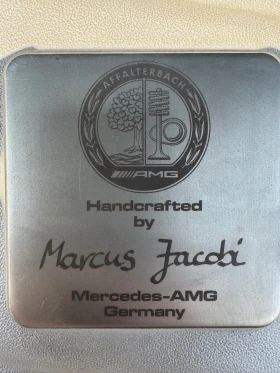 AFFALTERBACH
AMG
Handcrafted
by
Marcus Jacobi
Mercedes-AMG
Germany